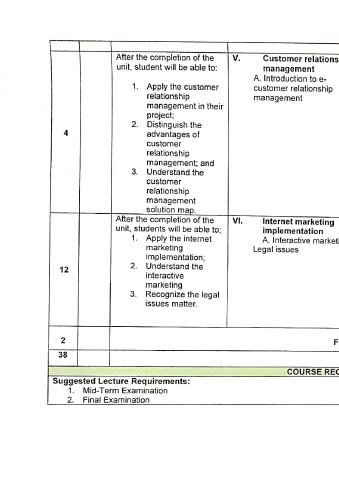 After the completion of the
unit, student will be able to:
1. Apply the customer
relationship
management in their
project;
2. Distinguish the
advantages of
customer
relationship
management; and
3. Understand the
customer
relationship
management
solution map.
4
V. Customer relations
management
A. Introduction to e-
customer relationship
management
After the completion of the
unit, students will be able to;
1. Apply the internet
marketing
implementation;
2. Understand the
interactive
marketing
3. Recognize the legal
issues matter.
12
VI. Internet marketing
implementation
A. Interactive marketi
Legal issues
2
F
38
COURSE REC
Suggested Lecture Requirements:
1. Mid-Term Examination
2. Final Examination